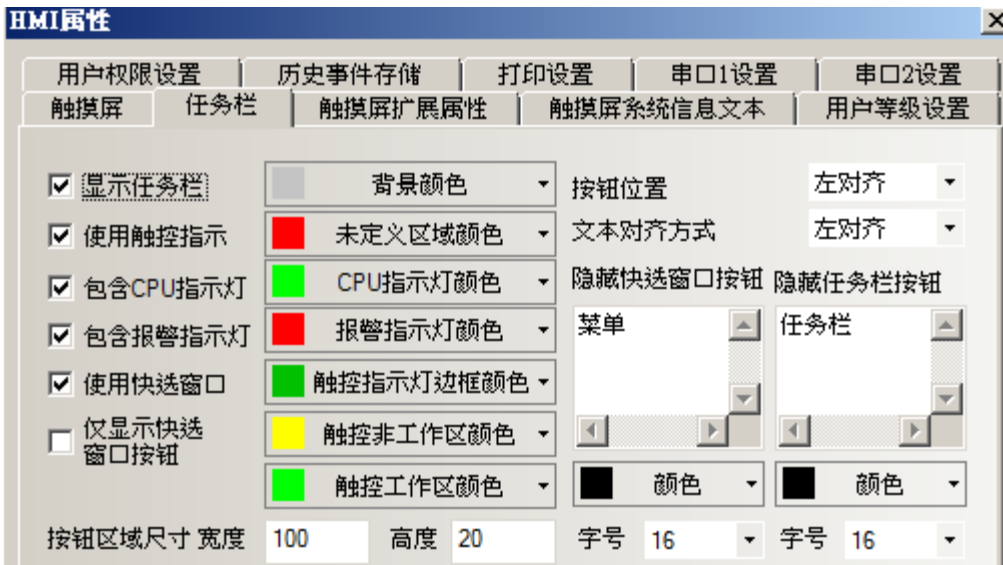 HMI属性
用户权限设置 历史事件存储 打印设置 串口1设置 串口2设置
触摸屏 任务栏 触摸屏扩展属性 触摸屏系统信息文本 用户等级设置
显示任务栏 背景颜色 按钮位置 左对齐
使用触控指示 未定义区域颜色 文本对齐方式 左对齐
包含CPU指示灯 CPU指示灯颜色 隐藏快选窗口按钮 隐藏任务栏按钮
包含报警指示灯 报警指示灯颜色 菜单 任务栏
使用快选窗口 触控指示灯边框颜色
仅显示快选
窗口按钮 触控非工作区颜色
触控工作区颜色 颜色 颜色
按钮区域尺寸 宽度 100 高度 20 字号 16 字号 16